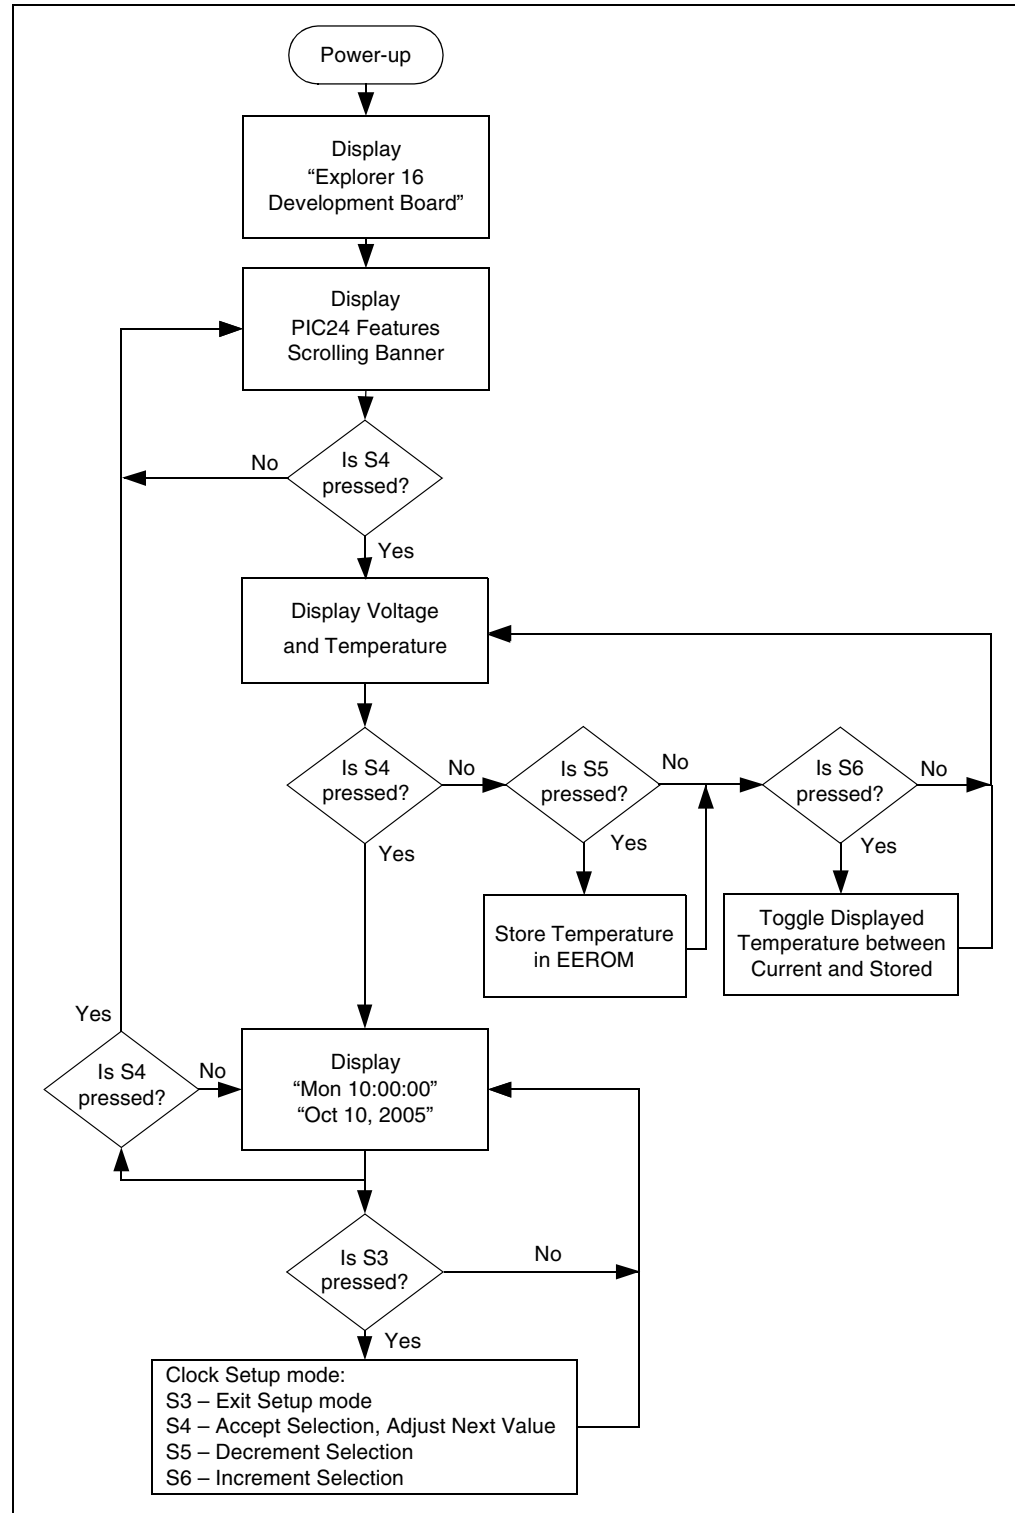 Power-up
Display
“Explorer 16
Development Board”
Display
PIC24 Features
Scrolling Banner
Is S4
pressed?
No
Yes
Display Voltage
and Temperature
Is S4
pressed?
No
Yes
Is S5
pressed?
No
Yes
Is S6
pressed?
No
Yes
Store Temperature
in EEROM
Toggle Displayed
Temperature between
Current and Stored
Yes
Is S4
pressed?
No
Display
“Mon 10:00:00”
“Oct 10, 2005”
Is S3
pressed?
No
Yes
Clock Setup mode:
S3 – Exit Setup mode
S4 – Accept Selection, Adjust Next Value
S5 – Decrement Selection
S6 – Increment Selection